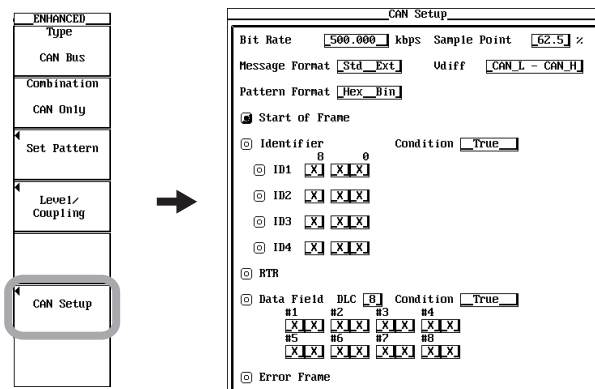 ENHANCED
Type
CAN Bus
Combination
CAN Only
Set Pattern
Level/
Coupling
CAN Setup
CAN Setup
Bit Rate 500.000 kbps Sample Point 62.5 %
Message Format Std Ext Vdiff CAN_L - CAN_H
Pattern Format Hex Bin
Start of Frame
Identifier Condition True
8 0
ID1 X X X
ID2 X X X
ID3 X X X
ID4 X X X
RTR
Data Field DLC 8 Condition True
#1 #2 #3 #4
X X X X X X X X
#5 #6 #7 #8
X X X X X X X X
Error Frame